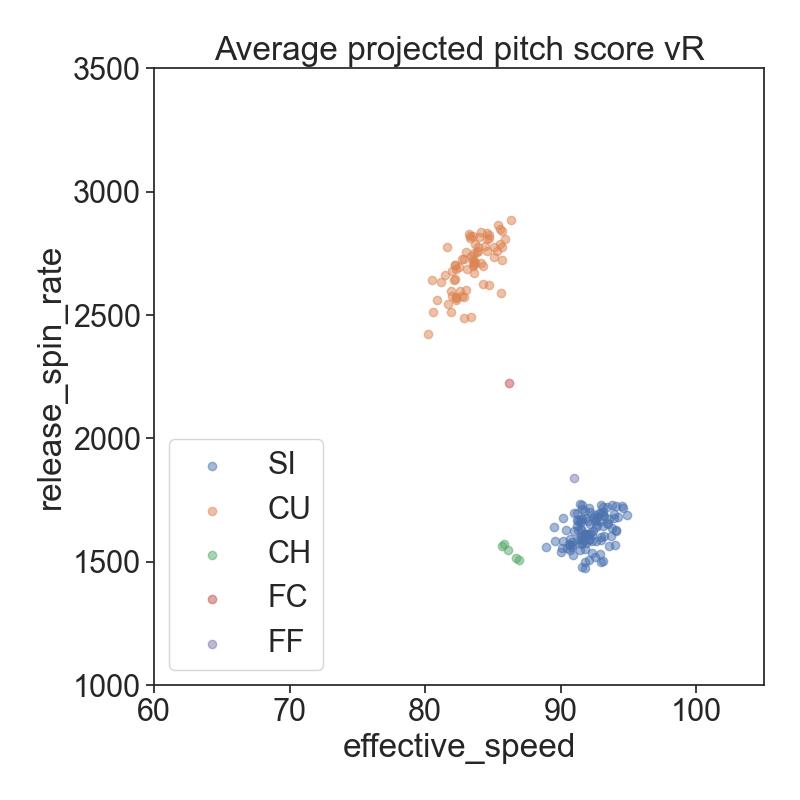 Average projected pitch score vR
3500
3000
2500
2000
1500
1000
release_spin_rate
SI
CU
CH
FC
FF
60
70
80
90
100
effective_speed